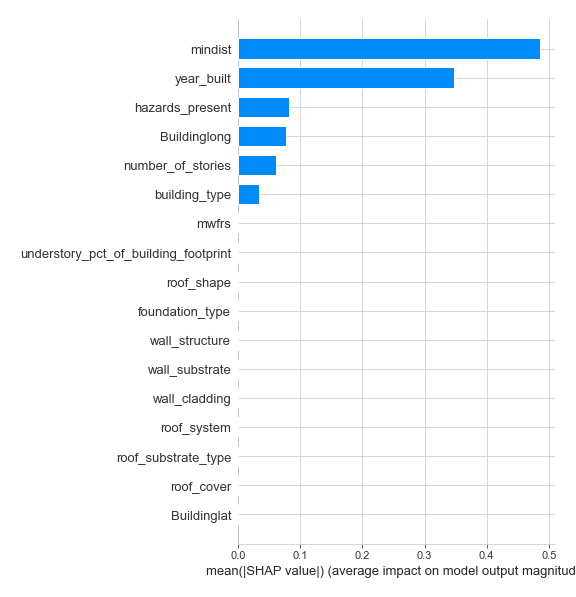 mindist
year_built
hazards_present
Buildinglong
number_of_stories
building_type
mwfrs
understory_pct_of_building_footprint
roof_shape
foundation_type
wall_structure
wall_substrate
wall_cladding
roof_system
roof_substrate_type
roof_cover
Buildinglat
0.0 0.1 0.2 0.3 0.4 0.5
mean(|SHAP value|) (average impact on model output magnitud